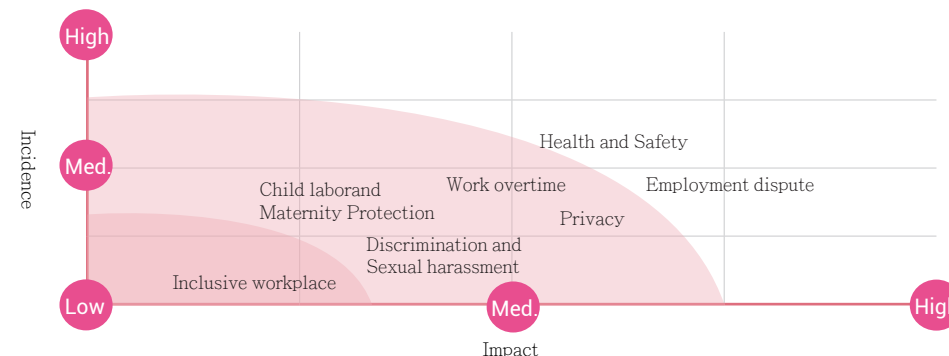 High
Incidence
Med.
Health and Safety
Child laborand
Maternity Protection
Work overtime
Employment dispute
Privacy
Discrimination and
Sexual harassment
Inclusive workplace
Low
Med.
High
Impact